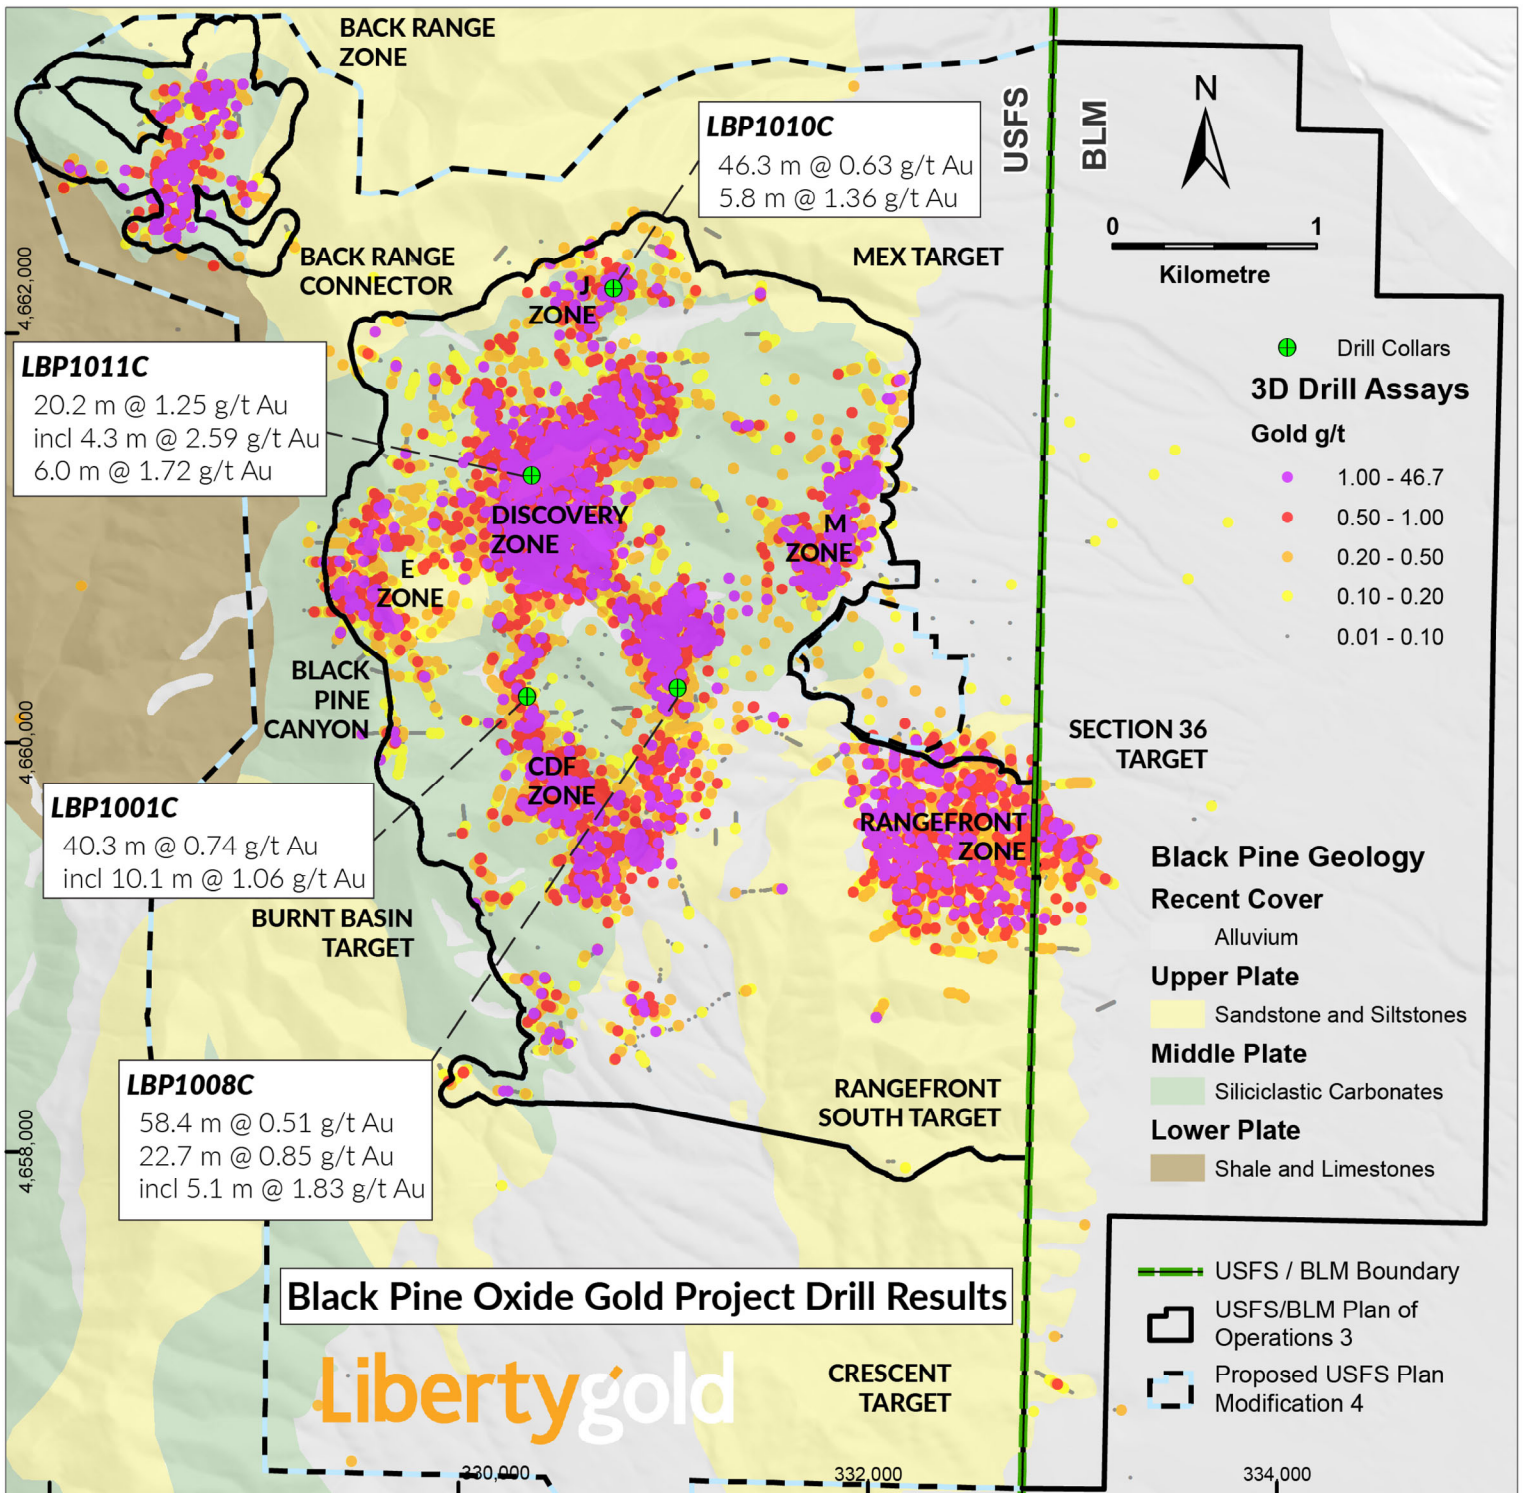 BACK RANGE
ZONE
LBP1010C
46.3 m @ 0.63 g/t Au
5.8 m @ 1.36 g/t Au
USFS
BLM
N
0 1
Kilometre
BACK RANGE
CONNECTOR
MEX TARGET
J
ZONE
4,662,000
LBP1011C
20.2 m @ 1.25 g/t Au
incl 4.3 m @ 2.59 g/t Au
6.0 m @ 1.72 g/t Au
Drill Collars
3D Drill Assays
Gold g/t
1.00 - 46.7
0.50 - 1.00
0.20 - 0.50
0.10 - 0.20
0.01 - 0.10
DISCOVERY
ZONE
M
ZONE
E
ZONE
BLACK
PINE
CANYON
4,660,000
SECTION 36
TARGET
CDF
ZONE
LBP1001C
40.3 m @ 0.74 g/t Au
incl 10.1 m @ 1.06 g/t Au
RANGEFRONT
ZONE
BURNT BASIN
TARGET
Black Pine Geology
Recent Cover
Alluvium
Upper Plate
Sandstone and Siltstones
Middle Plate
Siliciclastic Carbonates
Lower Plate
Shale and Limestones
LBP1008C
58.4 m @ 0.51 g/t Au
22.7 m @ 0.85 g/t Au
incl 5.1 m @ 1.83 g/t Au
4,658,000
RANGEFRONT
SOUTH TARGET
USFS / BLM Boundary
USFS/BLM Plan of
Operations 3
Proposed USFS Plan
Modification 4
Black Pine Oxide Gold Project Drill Results
Libertygold
CRESCENT
TARGET
330,000
332,000
334,000